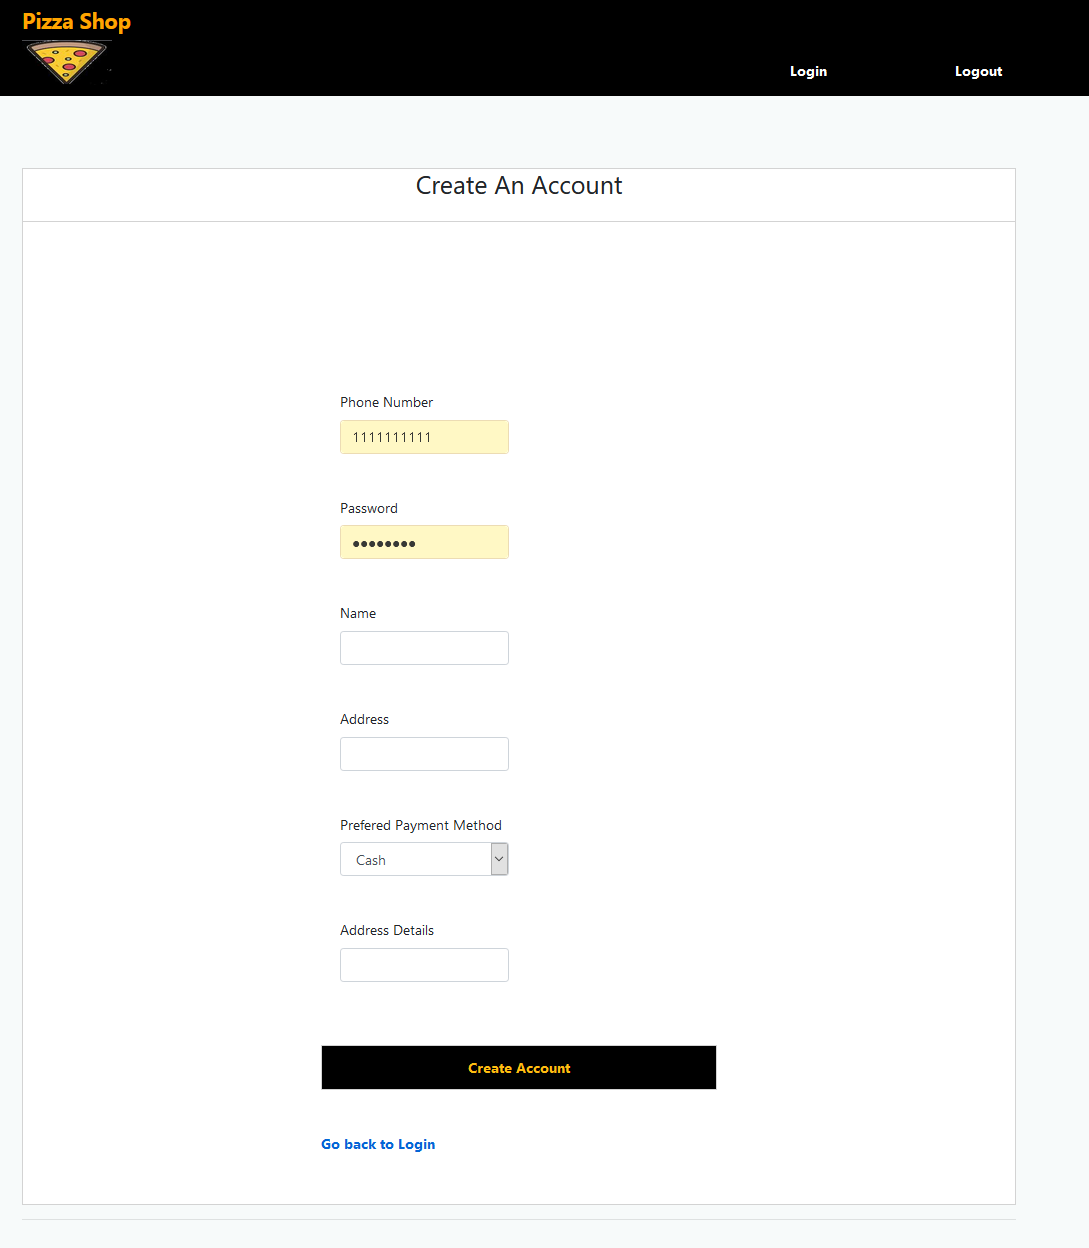 Pizza Shop
Login
Logout
Create An Account
Phone Number
1111111111
Password
●●●●●●●●
Name
Address
Prefered Payment Method
Cash
Address Details
Create Account
Go back to Login